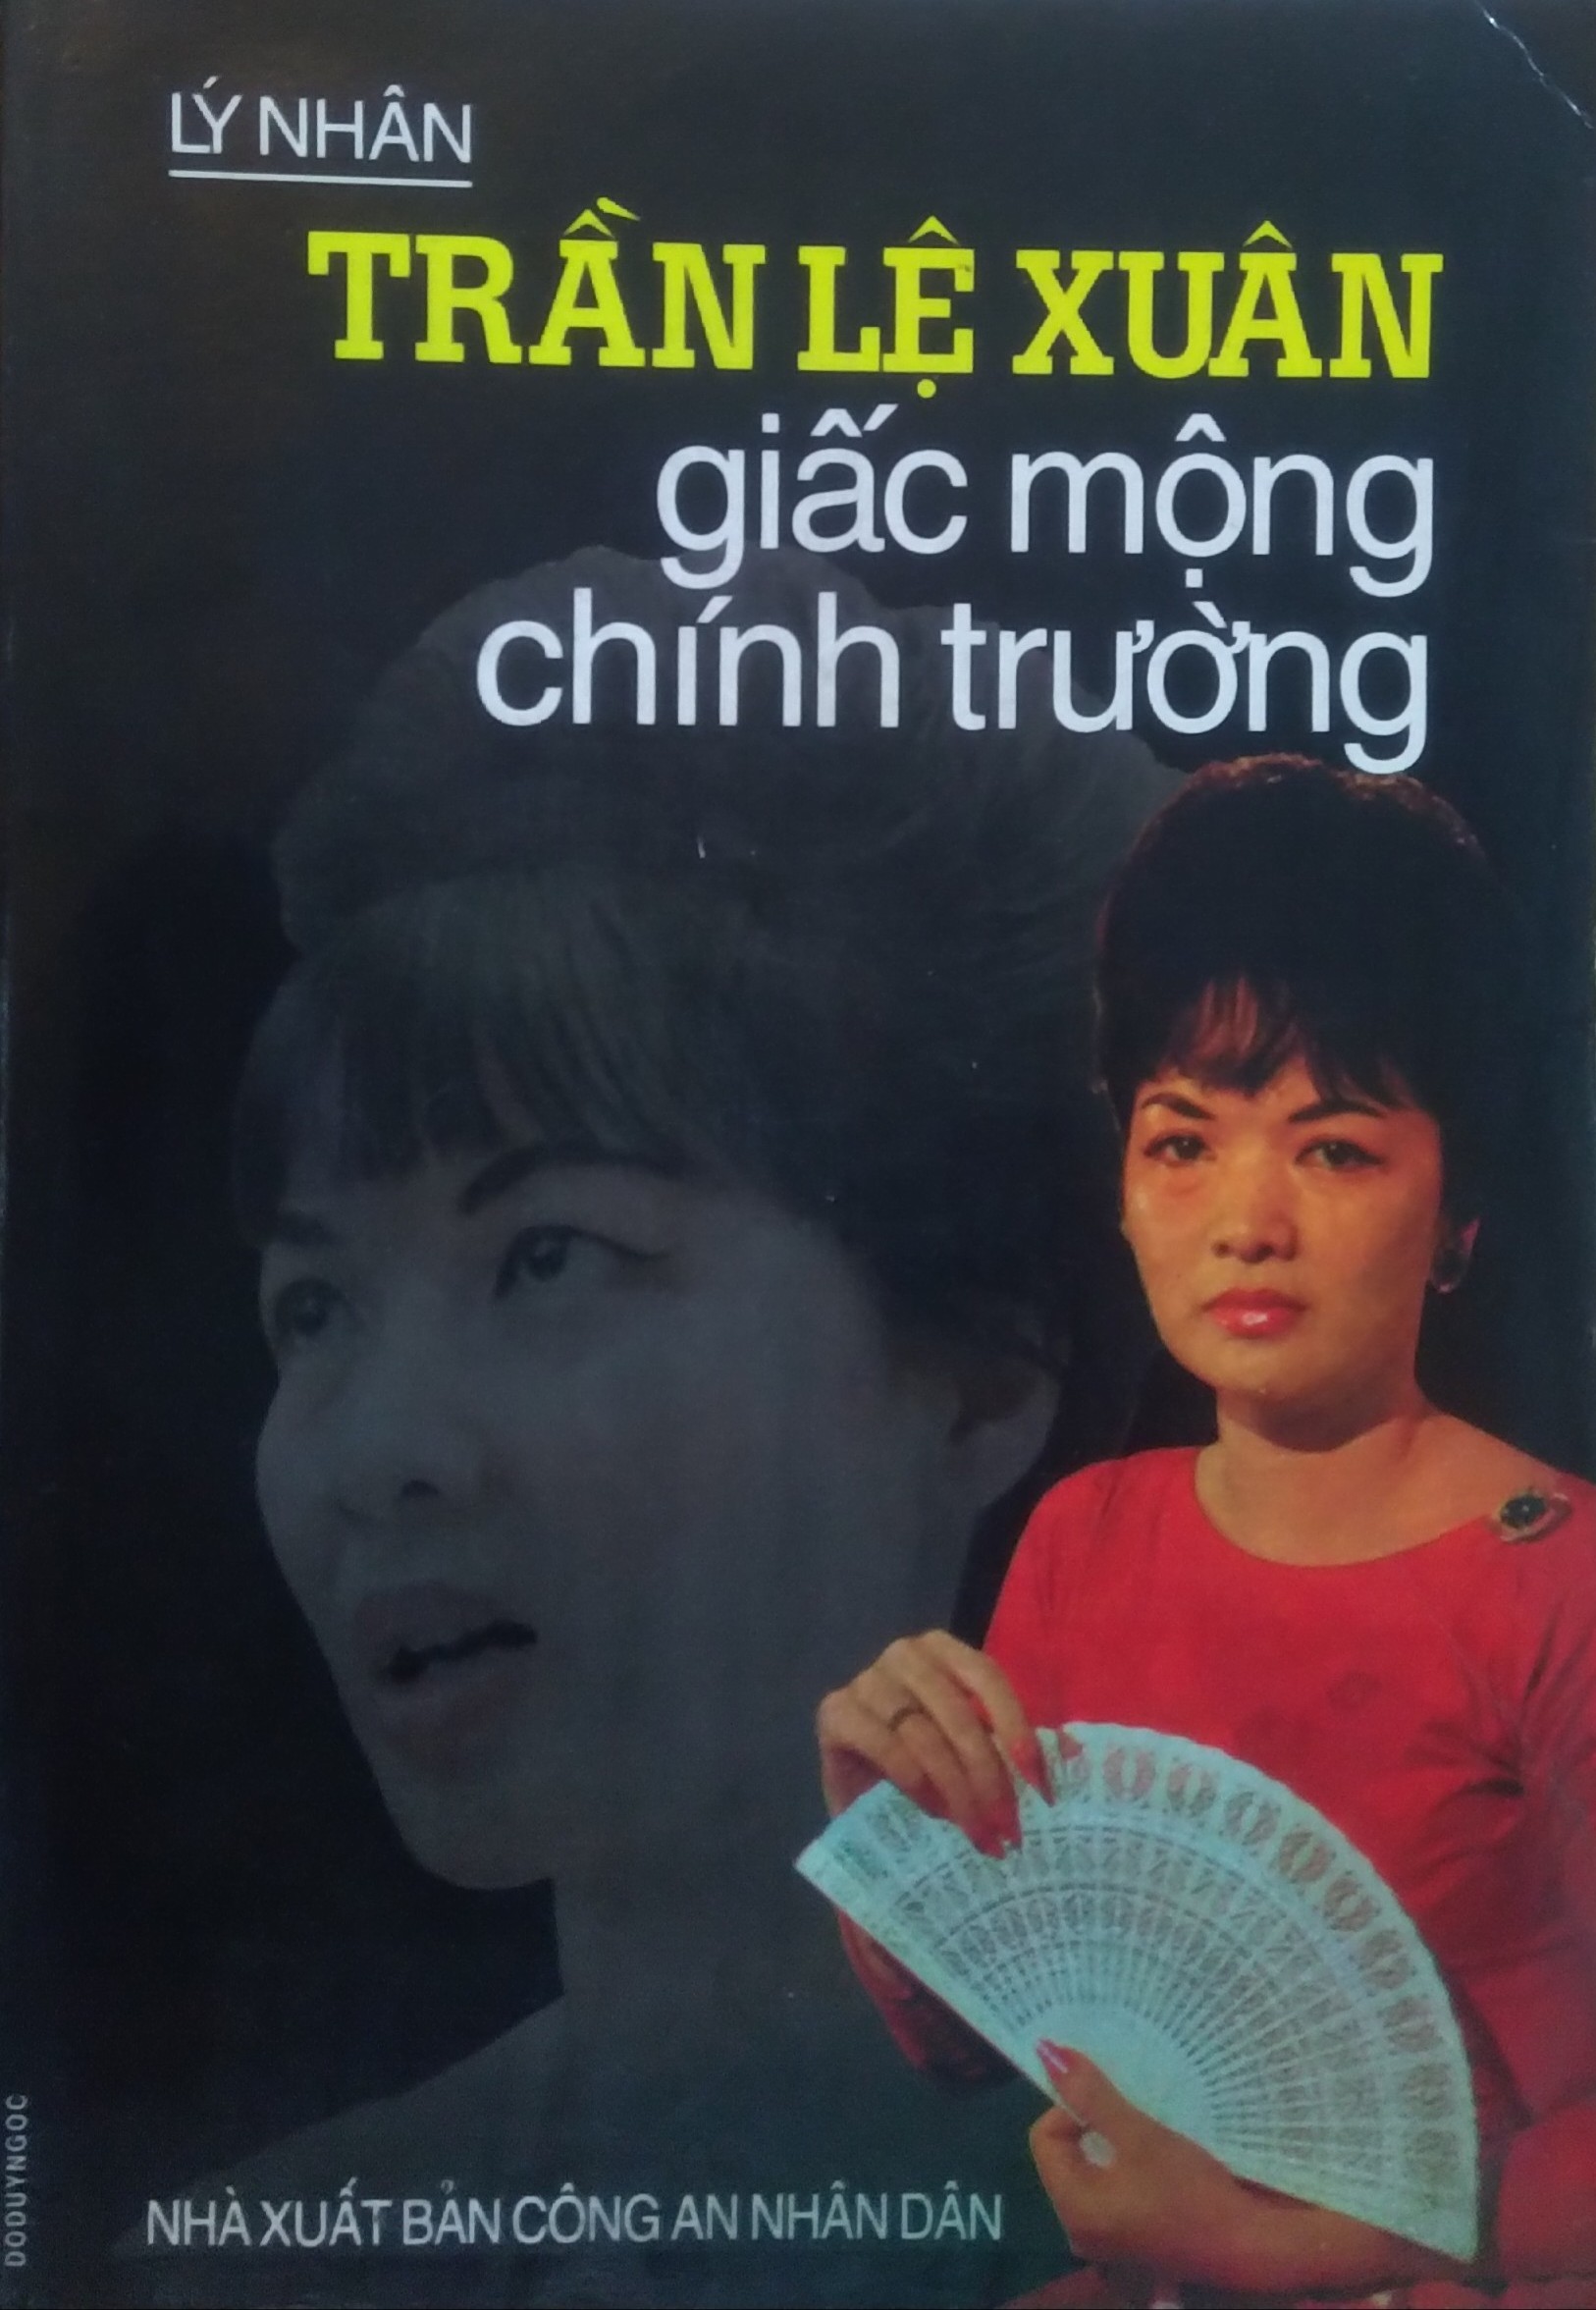 LÝ NHÂN
TRẦN LỆ XUÂN
giấc mộng
chính trường
NHÀ XUẤT BẢN CÔNG AN NHÂN DÂN
DODUYNGOC